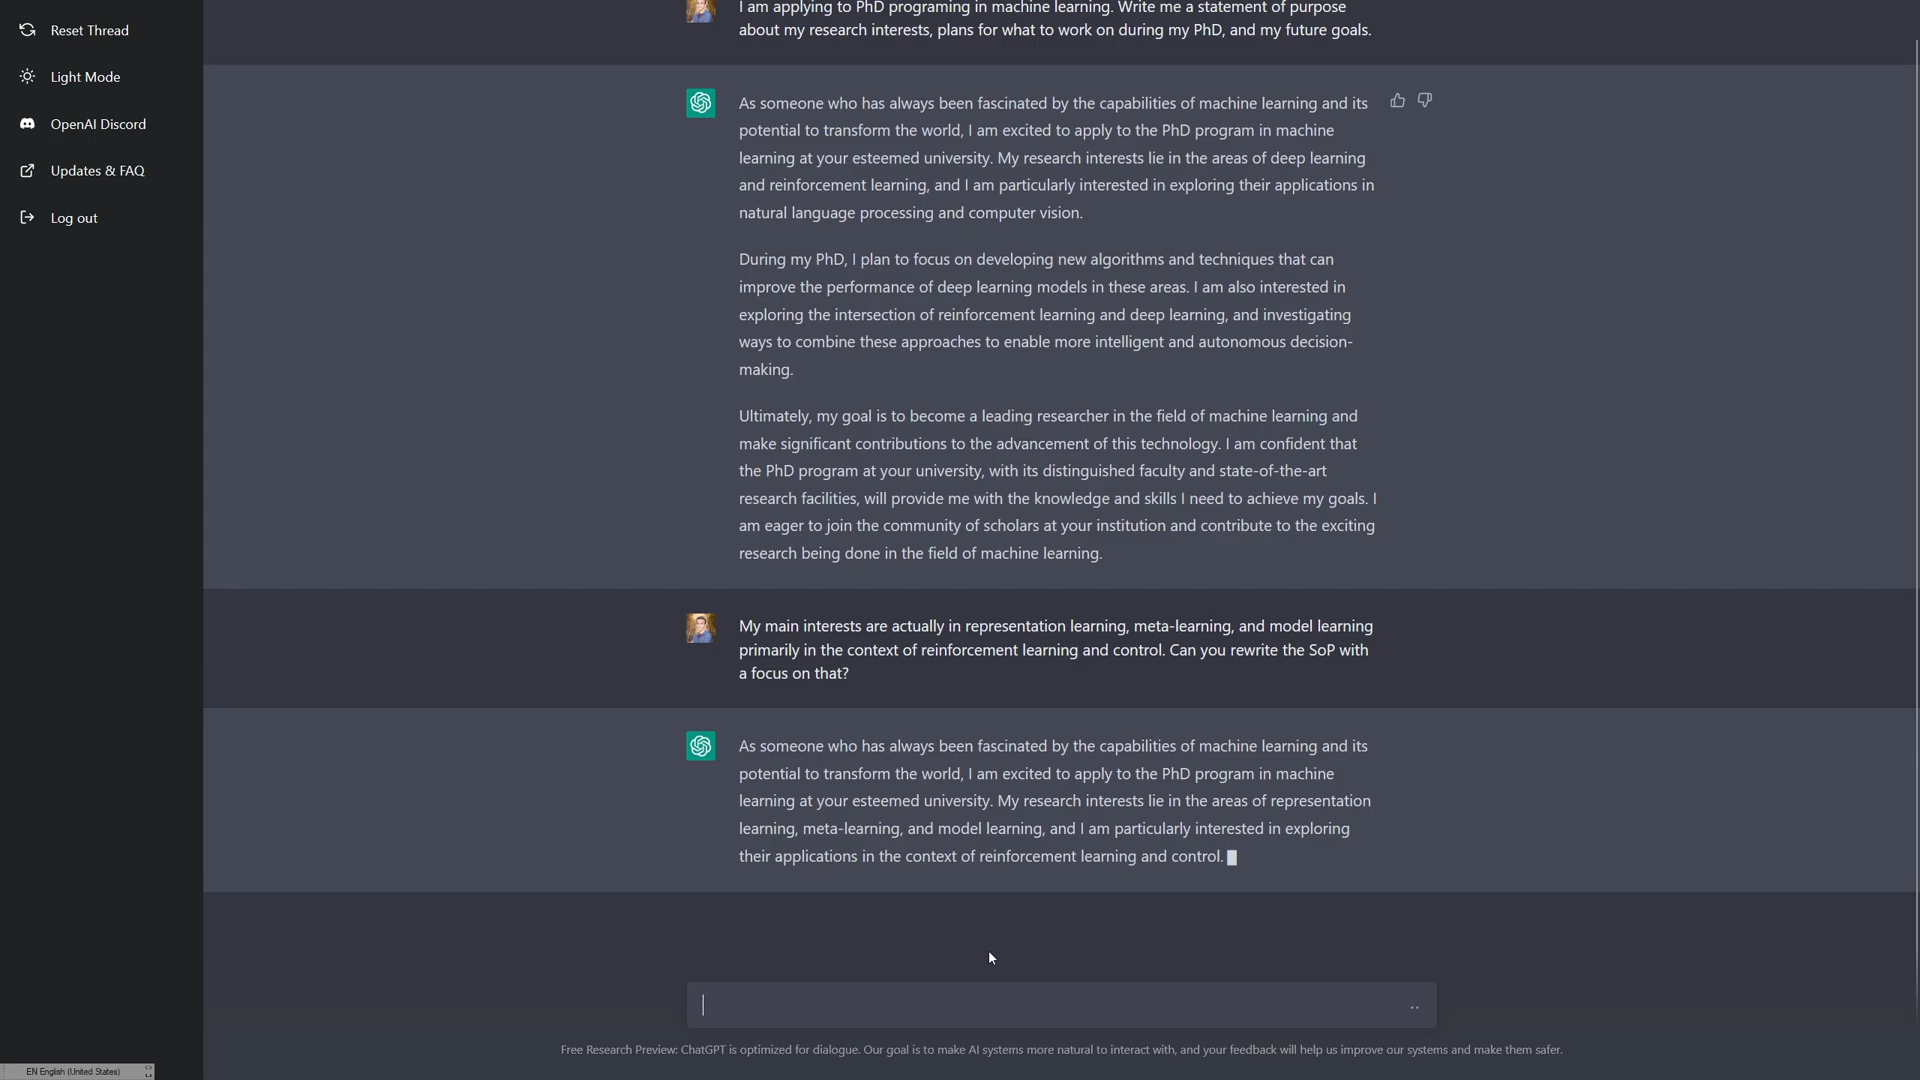 Reset Thread
Light Mode
OpenAI Discord
Updates & FAQ
Log out
I am applying to PhD programing in machine learning. Write me a statement of purpose
about my research interests, plans for what to work on during my PhD, and my future goals.
As someone who has always been fascinated by the capabilities of machine learning and its
potential to transform the world, I am excited to apply to the PhD program in machine
learning at your esteemed university. My research interests lie in the areas of deep learning
and reinforcement learning, and I am particularly interested in exploring their applications in
natural language processing and computer vision.
During my PhD, I plan to focus on developing new algorithms and techniques that can
improve the performance of deep learning models in these areas. I am also interested in
exploring the intersection of reinforcement learning and deep learning, and investigating
ways to combine these approaches to enable more intelligent and autonomous decision-
making.
Ultimately, my goal is to become a leading researcher in the field of machine learning and
make significant contributions to the advancement of this technology. I am confident that
the PhD program at your university, with its distinguished faculty and state-of-the-art
research facilities, will provide me with the knowledge and skills I need to achieve my goals. I
am eager to join the community of scholars at your institution and contribute to the exciting
research being done in the field of machine learning.
My main interests are actually in representation learning, meta-learning, and model learning
primarily in the context of reinforcement learning and control. Can you rewrite the SoP with
a focus on that?
As someone who has always been fascinated by the capabilities of machine learning and its
potential to transform the world, I am excited to apply to the PhD program in machine
learning at your esteemed university. My research interests lie in the areas of representation
learning, meta-learning, and model learning, and I am particularly interested in exploring
their applications in the context of reinforcement learning and control.
..
Free Research Preview: ChatGPT is optimized for dialogue. Our goal is to make AI systems more natural to interact with, and your feedback will help us improve our systems and make them safer.
EN English (United States)